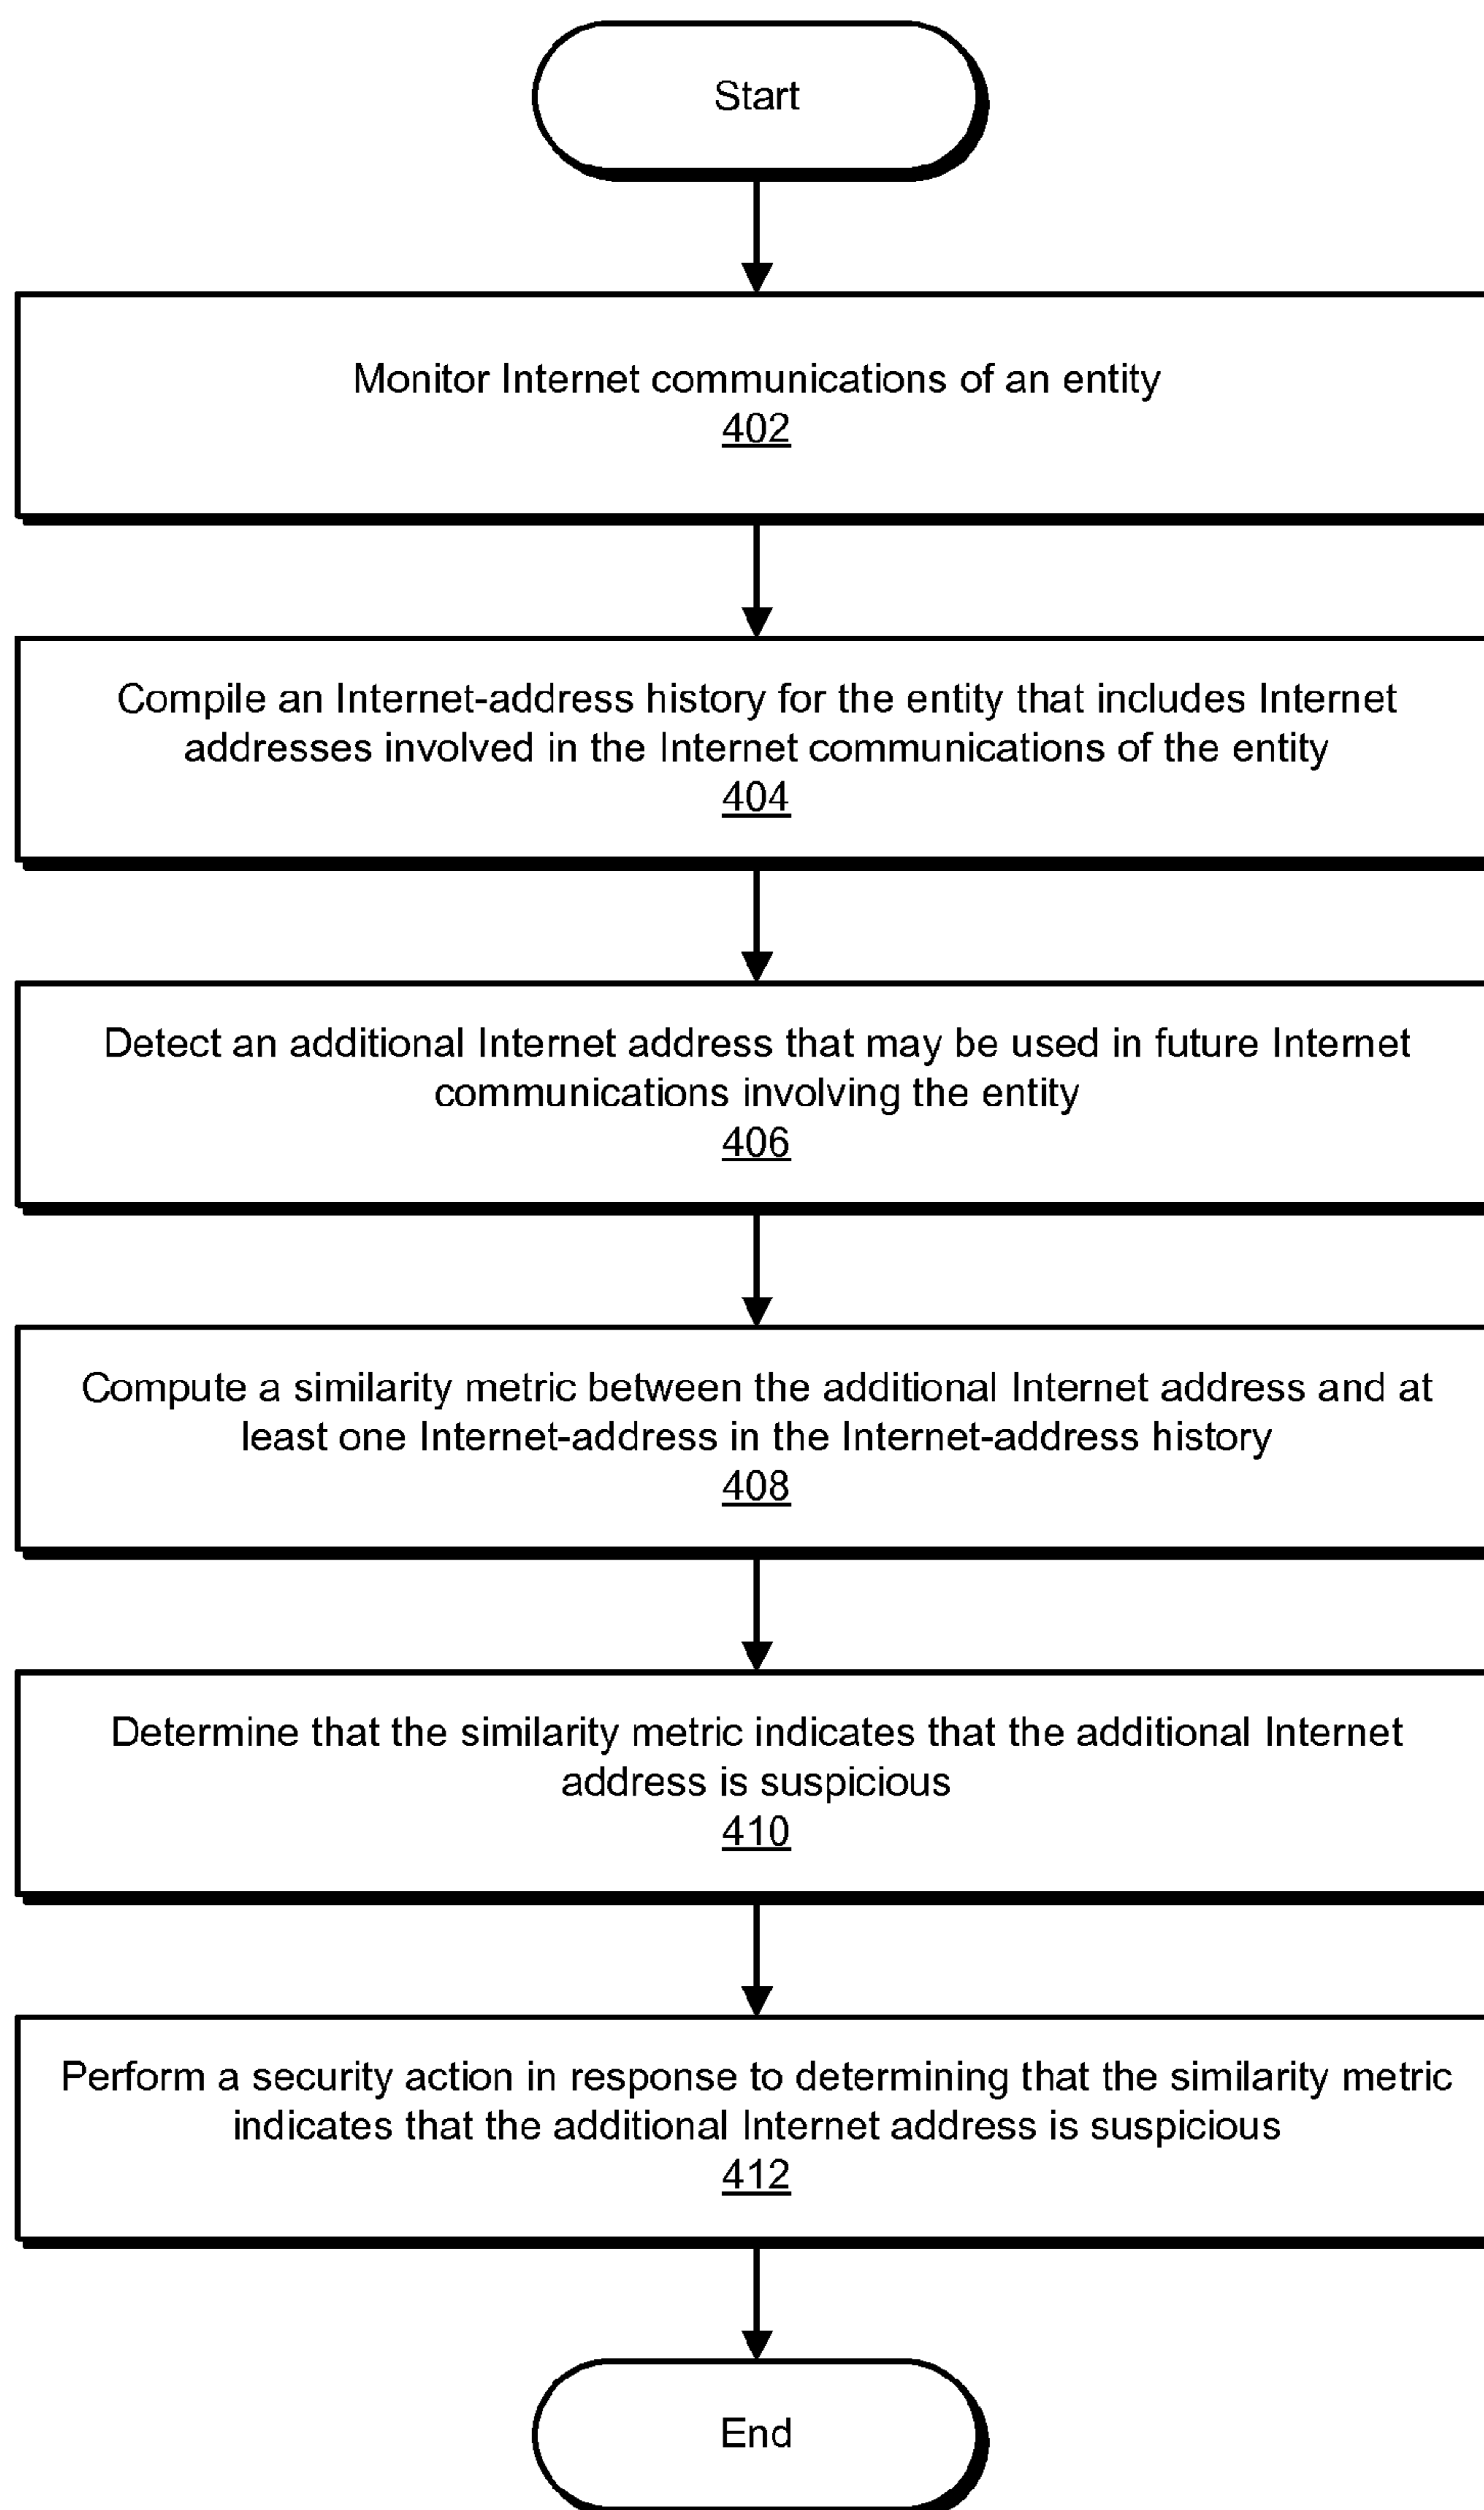 Start
Monitor Internet communications of an entity
402
Compile an Internet-address history for the entity that includes Internet
addresses involved in the Internet communications of the entity
404
Detect an additional Internet address that may be used in future Internet
communications involving the entity
406
Compute a similarity metric between the additional Internet address and at
least one Internet-address in the Internet-address history
408
Determine that the similarity metric indicates that the additional Internet
address is suspicious
410
Perform a security action in response to determining that the similarity metric
indicates that the additional Internet address is suspicious
412
End